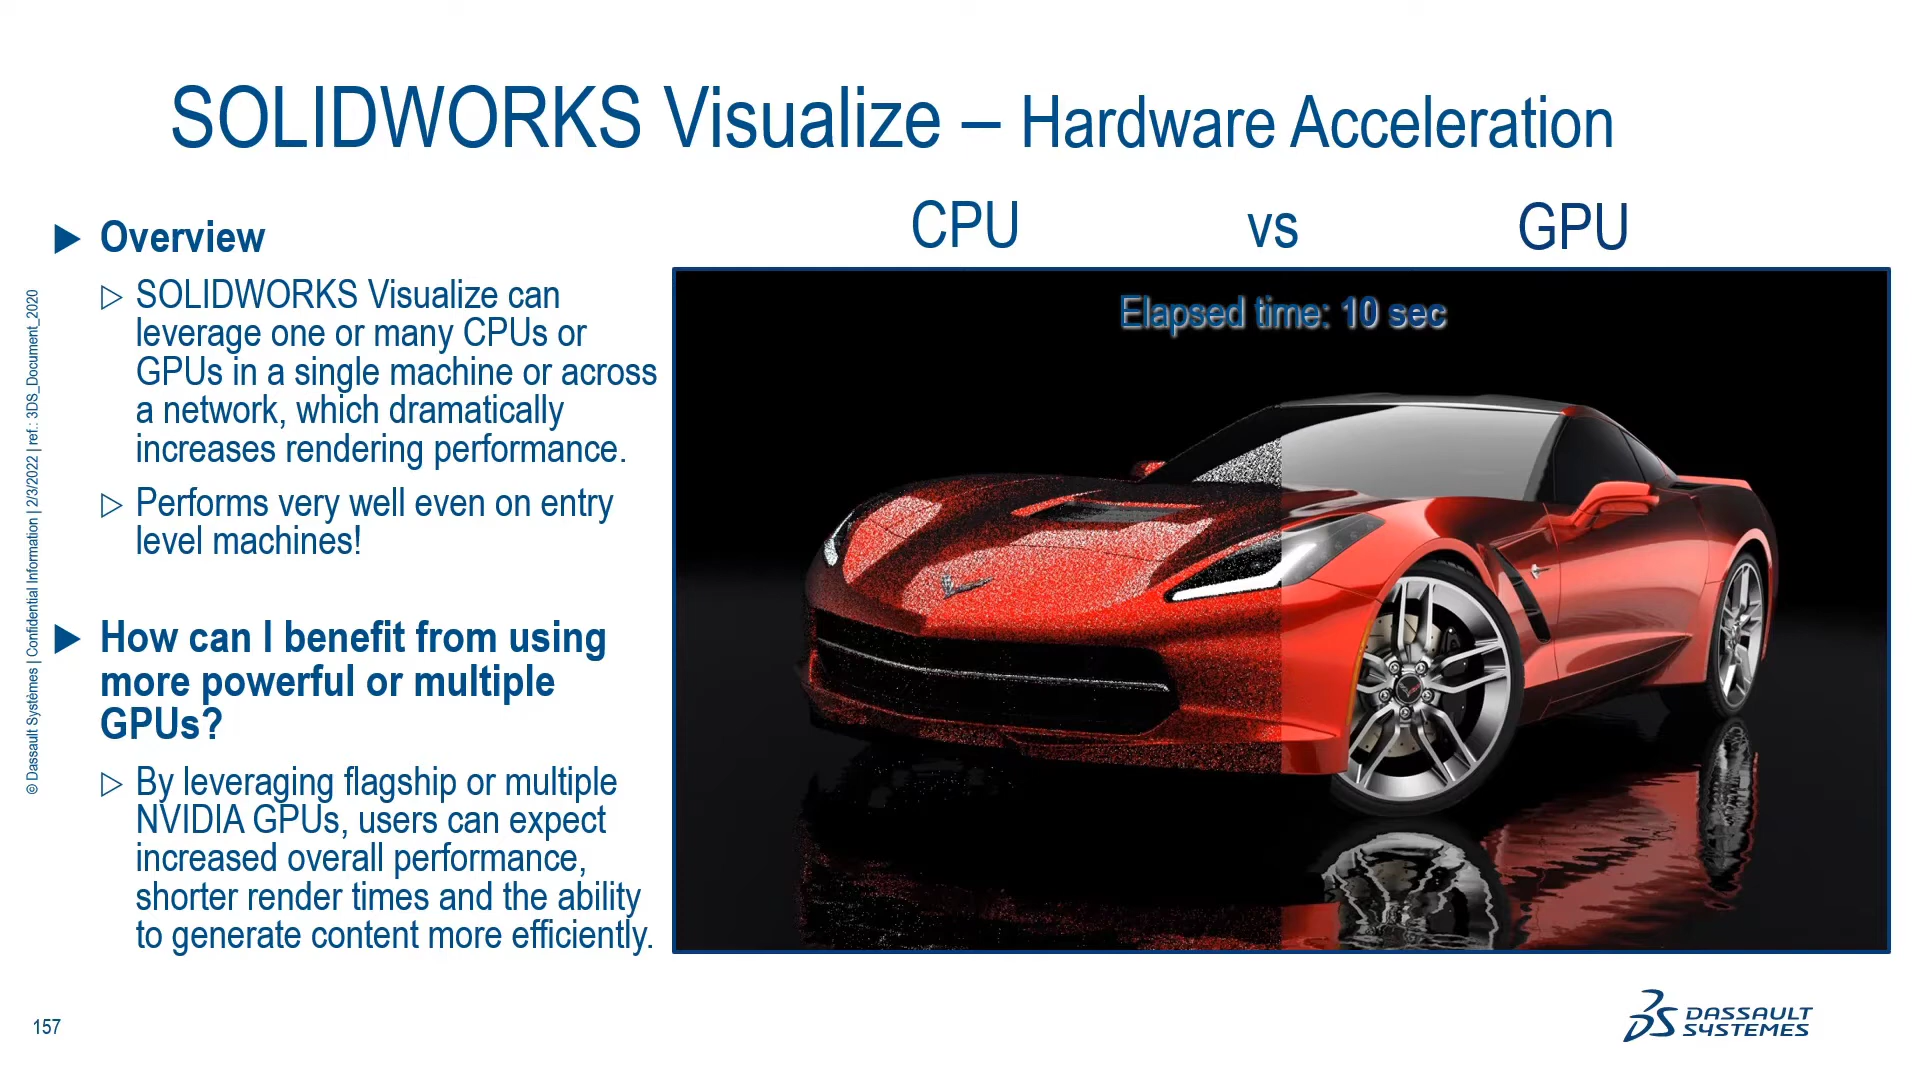 SOLIDWORKS Visualize – Hardware Acceleration
CPU vs GPU
Elapsed time: 10 sec
Overview
SOLIDWORKS Visualize can
leverage one or many CPUs or
GPUs in a single machine or across
a network, which dramatically
increases rendering performance.
Performs very well even on entry
level machines!
How can I benefit from using
more powerful or multiple
GPUs?
By leveraging flagship or multiple
NVIDIA GPUs, users can expect
increased overall performance,
shorter render times and the ability
to generate content more efficiently.
© Dassault Systèmes | Confidential Information | 2/3/2022 | ref.: 3DS_Document_2020
157
DASSAULT
SYSTEMES